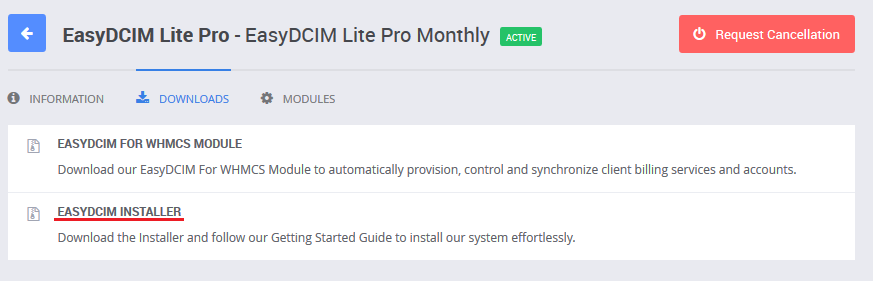 EasyDCIM Lite Pro - EasyDCIM Lite Pro Monthly ACTIVE Request Cancellation
INFORMATION DOWNLOADS MODULES
EASYDCIM FOR WHMCS MODULE
Download our EasyDCIM For WHMCS Module to automatically provision, control and synchronize client billing services and accounts.
EASYDCIM INSTALLER
Download the Installer and follow our Getting Started Guide to install our system effortlessly.